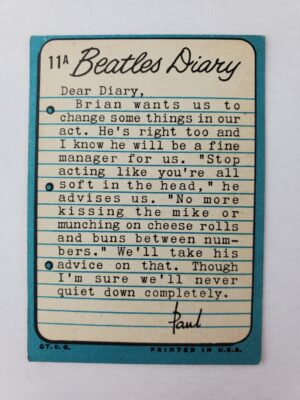 11A Beatles Diary
Dear Diary,
Brian wants us to
change some things in our
act. He's right too and
I know he will be a fine
manager for us. "Stop
acting like you're all
soft in the head," he
advises us. "No more
kissing the mike or
munching on cheese rolls
and buns between num-
bers." We'll take his
advice on that. Though
I'm sure we'll never
quiet down completely.
Paul
©T.C.G. PRINTED IN U.S.A.